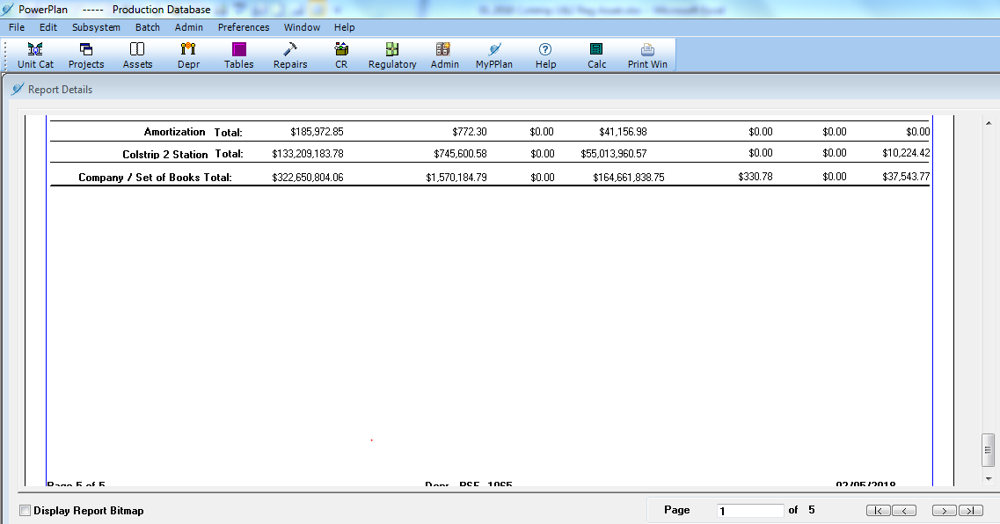 PowerPlan ----- Production Database
File Edit Subsystem Batch Admin Preferences Window Help
Unit Cat Projects Assets Depr Tables Repairs CR Regulatory Admin MyPPlan Help Calc Print Win
Report Details
Amortization Total: $185,972.85 $772.30 $0.00 $41,156.98 $0.00 $0.00 $0.00
Colstrip 2 Station Total: $133,209,183.78 $745,600.58 $0.00 $55,013,960.57 $0.00 $0.00 $10,224.42
Company / Set of Books Total: $322,650,804.06 $1,570,184.79 $0.00 $164,661,838.75 $330.78 $0.00 $37,543.77
Page 5 of 5 Depr - PSE - 1065 02/05/2018
Display Report Bitmap Page 1 of 5